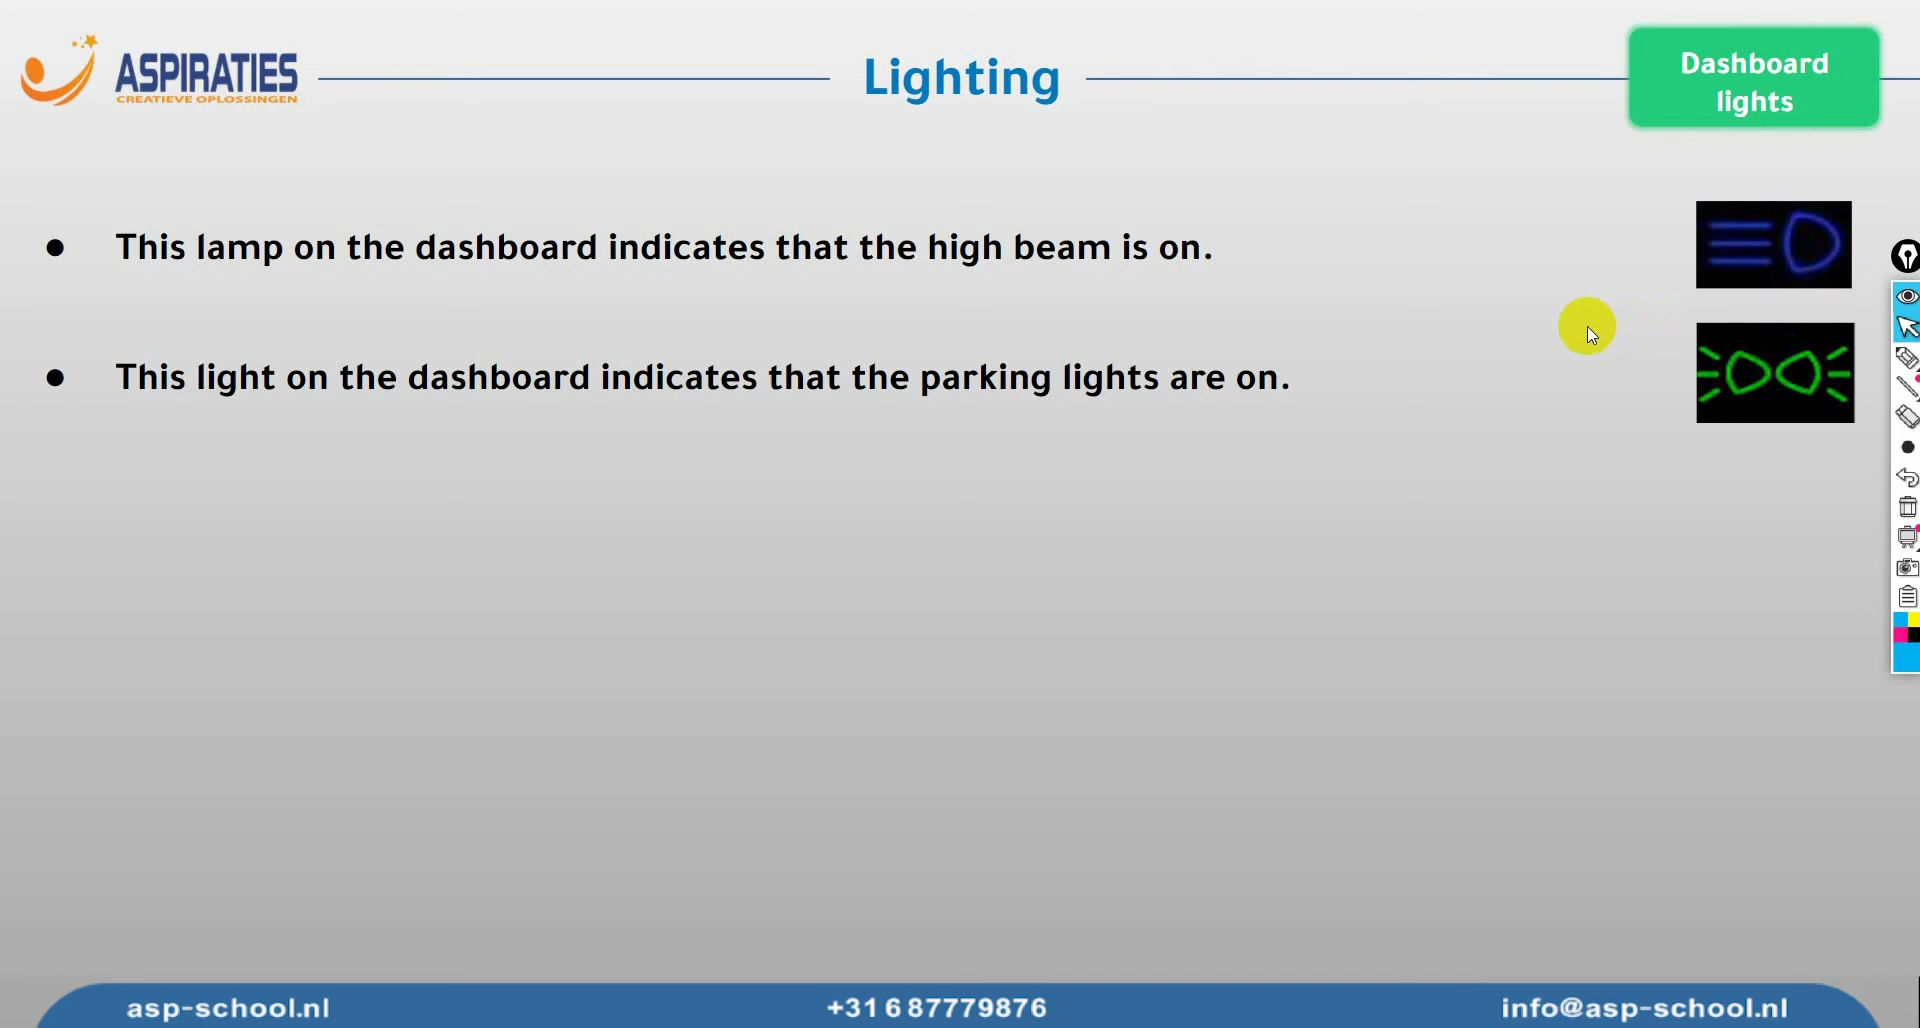 ASPIRATIES
CREATIEVE OPLOSSINGEN
Lighting
Dashboard
lights
● This lamp on the dashboard indicates that the high beam is on.
● This light on the dashboard indicates that the parking lights are on.
asp-school.nl
+31 6 87779876
info@asp-school.nl